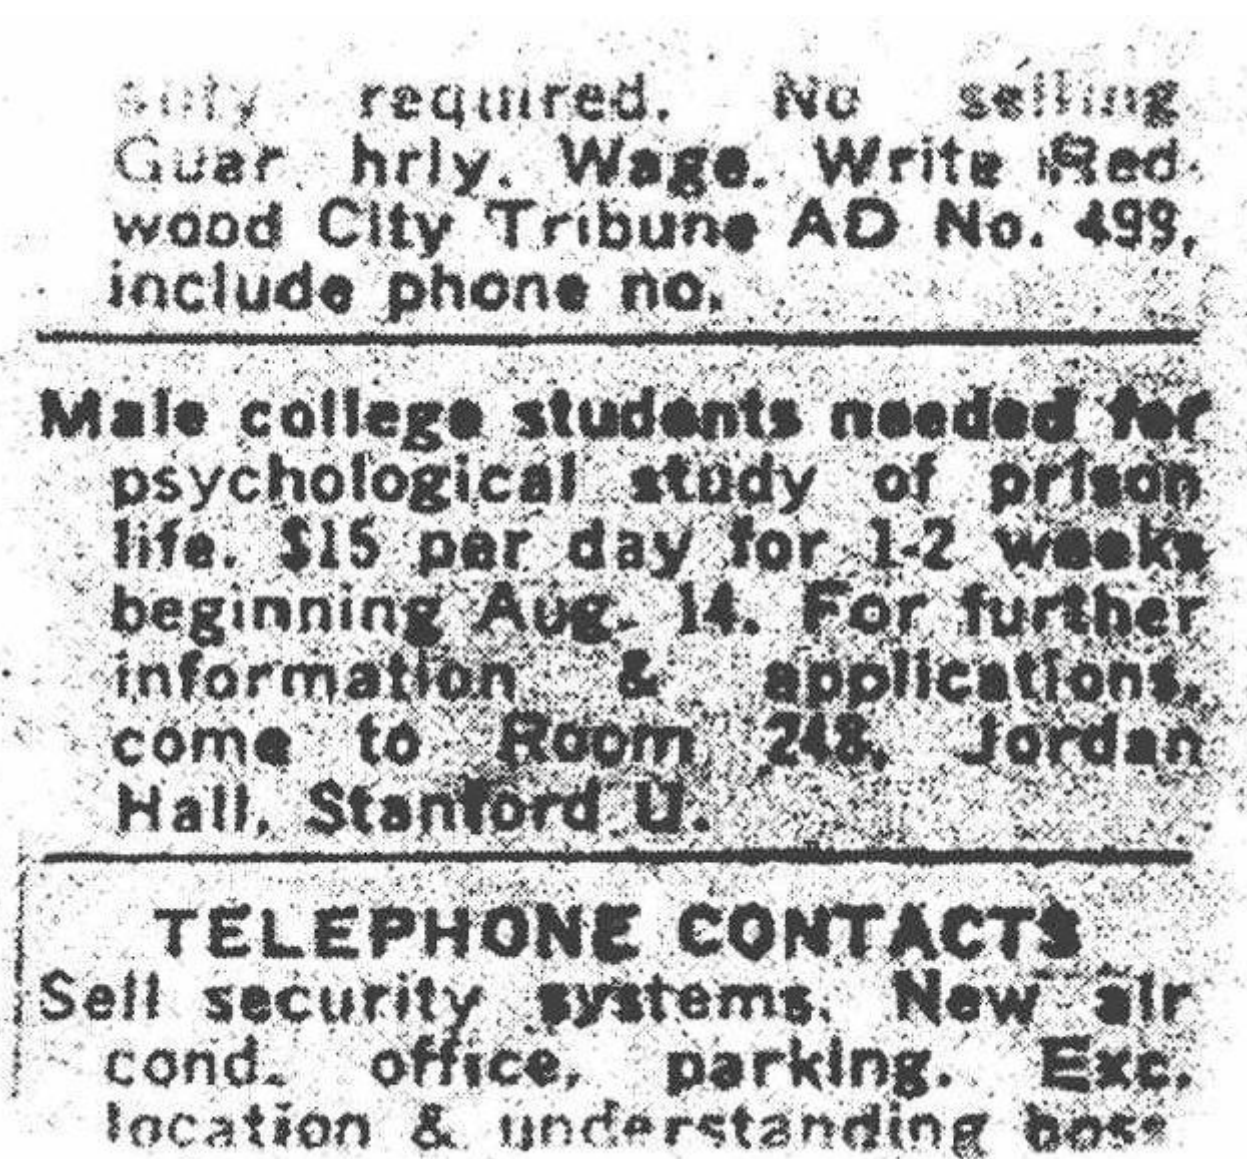 required. No selling
Guar. hrly. Wage. Write Red
wood City Tribune AD No. 499,
include phone no.
Male college students needed for
psychological study of prison
life. $15 per day for 1-2 weeks
beginning Aug. 14. For further
information & applications,
come to Room 248, Jordan
Hall, Stanford U.
TELEPHONE CONTACTS
Sell security systems. New air
cond. office, parking. Exc.
location & understanding boss